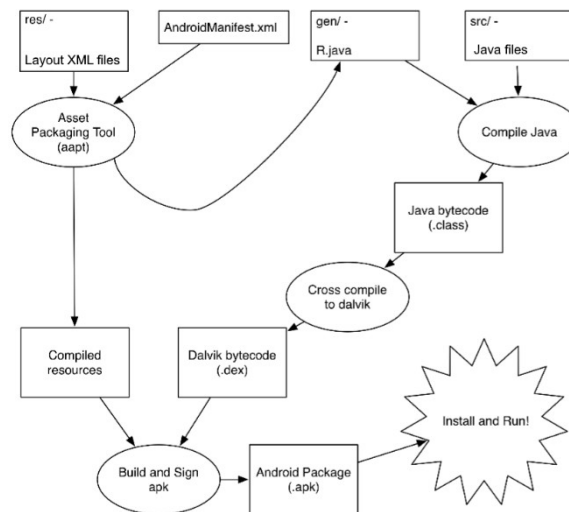 res/ -
Layout XML files
AndroidManifest.xml
gen/ -
R.java
src/ -
Java files
Asset
Packaging Tool
(aapt)
Compile Java
Java bytecode
(.class)
Cross compile
to dalvik
Compiled
resources
Dalvik bytecode
(.dex)
Install and Run!
Build and Sign
apk
Android Package
(.apk)